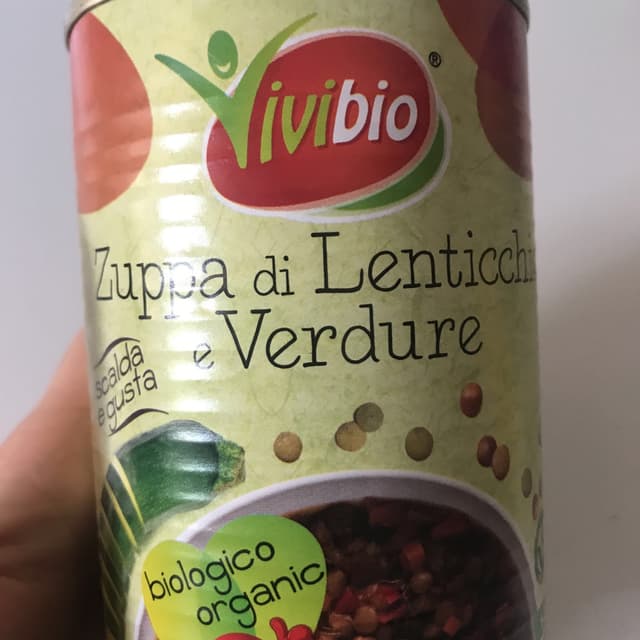 Vivibio®
Zuppa di Lenticchi
e Verdure
scalda
e gusta
biologico
organic